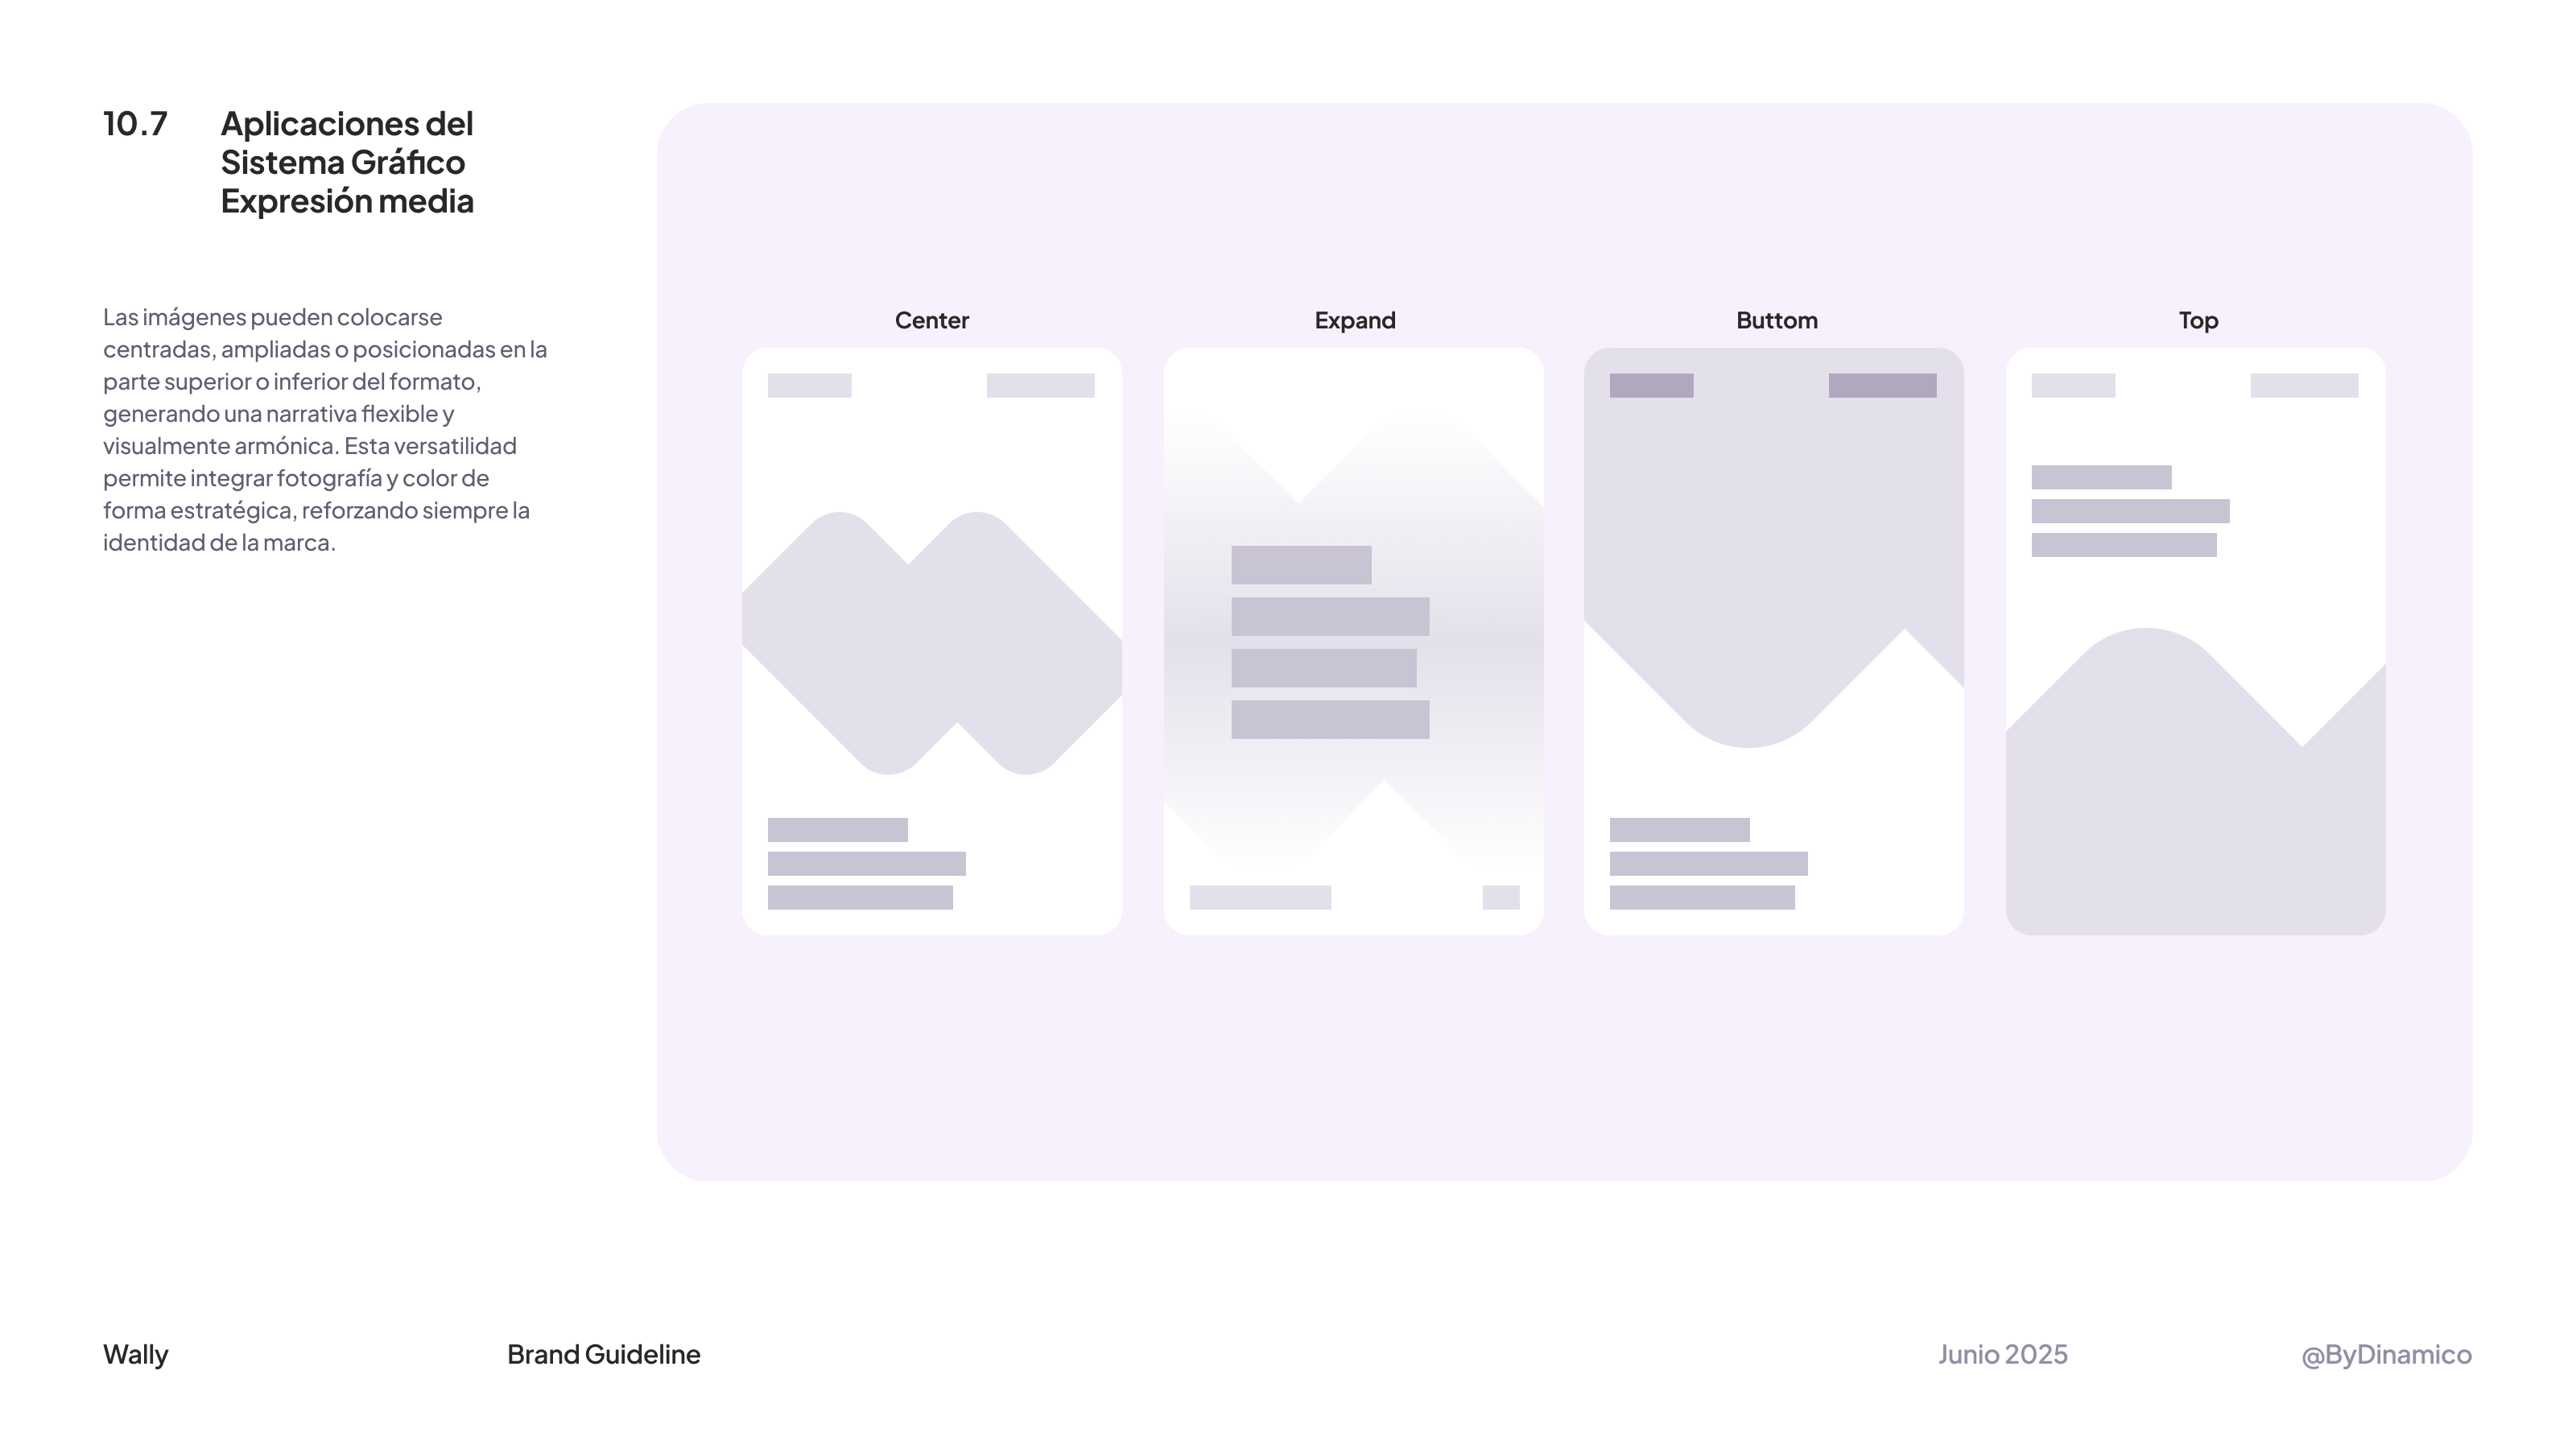 10.7
Aplicaciones del
Sistema Gráfico
Expresión media
Las imágenes pueden colocarse
centradas, ampliadas o posicionadas en la
parte superior o inferior del formato,
generando una narrativa flexible y
visualmente armónica. Esta versatilidad
permite integrar fotografía y color de
forma estratégica, reforzando siempre la
identidad de la marca.
Center
Expand
Buttom
Top
Wally
Brand Guideline
Junio 2025
@ByDinamico